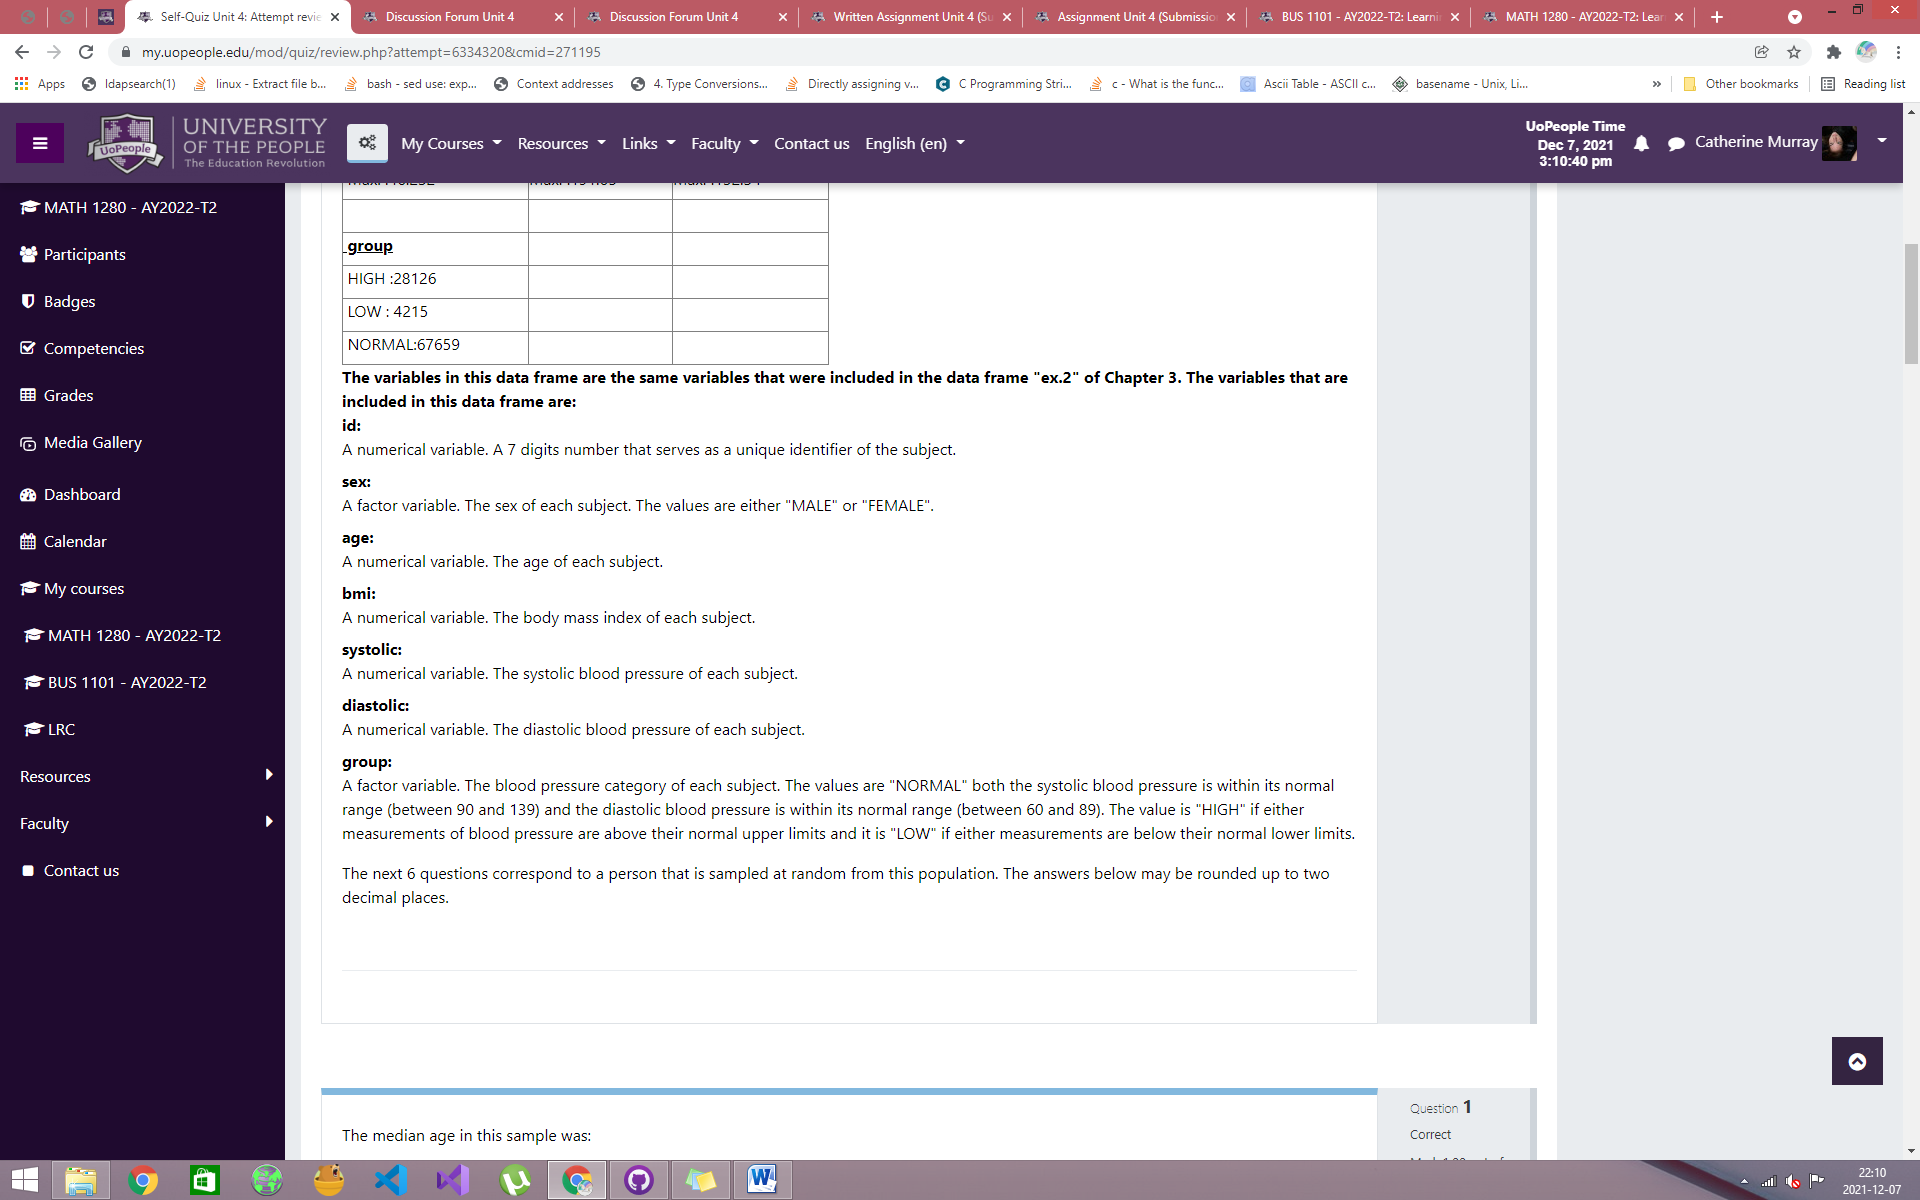 Self-Quiz Unit 4: Attempt revie
Discussion Forum Unit 4
Discussion Forum Unit 4
Written Assignment Unit 4 (Su
Assignment Unit 4 (Submissio
BUS 1101 - AY2022-T2: Learni
MATH 1280 - AY2022-T2: Lear
my.uopeople.edu/mod/quiz/review.php?attempt=6334320&cmid=271195
Apps
ldapsearch(1)
linux - Extract file b...
bash - sed use: exp...
Context addresses
4. Type Conversions...
Directly assigning v...
C Programming Stri...
c - What is the func...
Ascii Table - ASCII c...
basename - Unix, Li...
»
Other bookmarks
Reading list
UoPeople
UNIVERSITY
OF THE PEOPLE
The Education Revolution
My Courses
Resources
Links
Faculty
Contact us
English (en)
UoPeople Time
Dec 7, 2021
3:10:40 pm
Catherine Murray
MATH 1280 - AY2022-T2
Participants
Badges
Competencies
Grades
Media Gallery
Dashboard
Calendar
My courses
MATH 1280 - AY2022-T2
BUS 1101 - AY2022-T2
LRC
Resources
Faculty
Contact us
group
HIGH :28126
LOW : 4215
NORMAL:67659
The variables in this data frame are the same variables that were included in the data frame "ex.2" of Chapter 3. The variables that are
included in this data frame are:
id:
A numerical variable. A 7 digits number that serves as a unique identifier of the subject.
sex:
A factor variable. The sex of each subject. The values are either "MALE" or "FEMALE".
age:
A numerical variable. The age of each subject.
bmi:
A numerical variable. The body mass index of each subject.
systolic:
A numerical variable. The systolic blood pressure of each subject.
diastolic:
A numerical variable. The diastolic blood pressure of each subject.
group:
A factor variable. The blood pressure category of each subject. The values are "NORMAL" both the systolic blood pressure is within its normal
range (between 90 and 139) and the diastolic blood pressure is within its normal range (between 60 and 89). The value is "HIGH" if either
measurements of blood pressure are above their normal upper limits and it is "LOW" if either measurements are below their normal lower limits.
The next 6 questions correspond to a person that is sampled at random from this population. The answers below may be rounded up to two
decimal places.
Question 1
Correct
The median age in this sample was:
22:10
2021-12-07